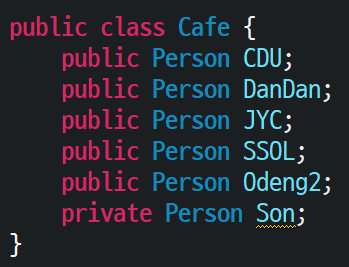 public class Cafe {
public Person CDU;
public Person DanDan;
public Person JYC;
public Person SSOL;
public Person Odeng2;
private Person Son;
}